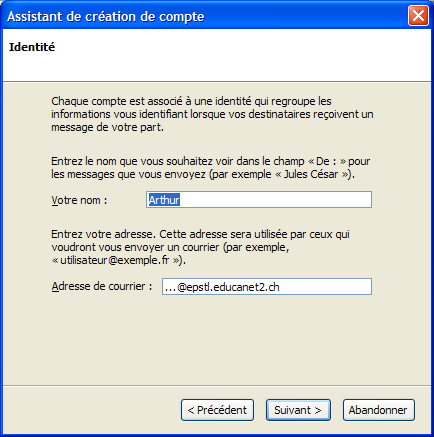 Assistant de création de compte
Identité
Chaque compte est associé à une identité qui regroupe les
informations vous identifiant lorsque vos destinataires reçoivent un
message de votre part.
Entrez le nom que vous souhaitez voir dans le champ « De : » pour
les messages que vous envoyez (par exemple « Jules César »).
Votre nom : Arthur
Entrez votre adresse. Cette adresse sera utilisée par ceux qui
voudront vous envoyer un courrier (par exemple,
« utilisateur@exemple.fr »).
Adresse de courrier : ...@epstl.educanet2.ch
< Précédent Suivant > Abandonner